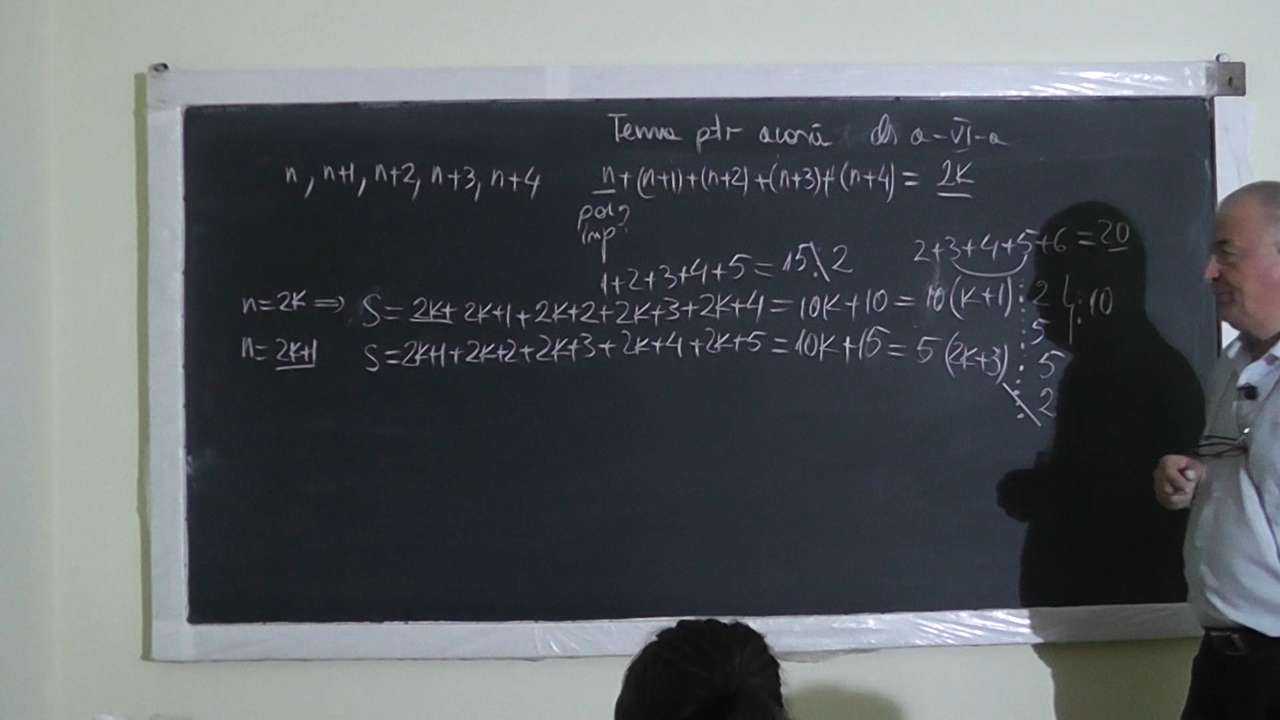 Tema ptr acasă cls a-VI-a
n, n+1, n+2, n+3, n+4 n+(n+1)+(n+2)+(n+3)+(n+4) = 2K
par?
imp
1+2+3+4+5=15⋮̸2 2+3+4+5+6=20
n=2K ⇒ S=2K+2K+1+2K+2+2K+3+2K+4=10K+10=10(K+1)⋮2 ⋮10
5
n=2K+1 S=2K+1+2K+2+2K+3+2K+4+2K+5=10K+15=5(2K+3)⋮5
⋮̸2